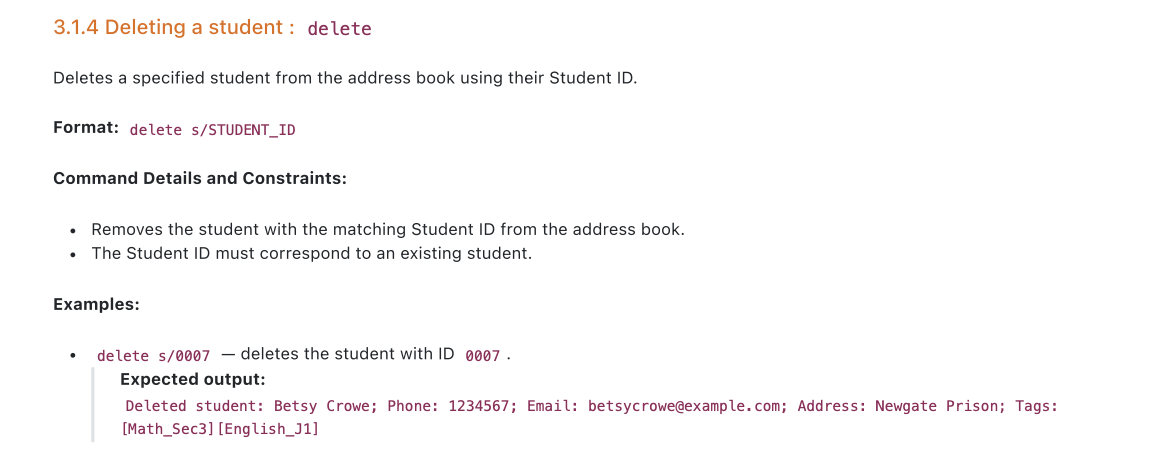 3.1.4 Deleting a student : delete
Deletes a specified student from the address book using their Student ID.
Format: delete s/STUDENT_ID
Command Details and Constraints:
• Removes the student with the matching Student ID from the address book.
• The Student ID must correspond to an existing student.
Examples:
• delete s/0007 — deletes the student with ID 0007 .
Expected output:
Deleted student: Betsy Crowe; Phone: 1234567; Email: betsycrowe@example.com; Address: Newgate Prison; Tags:
[Math_Sec3][English_J1]